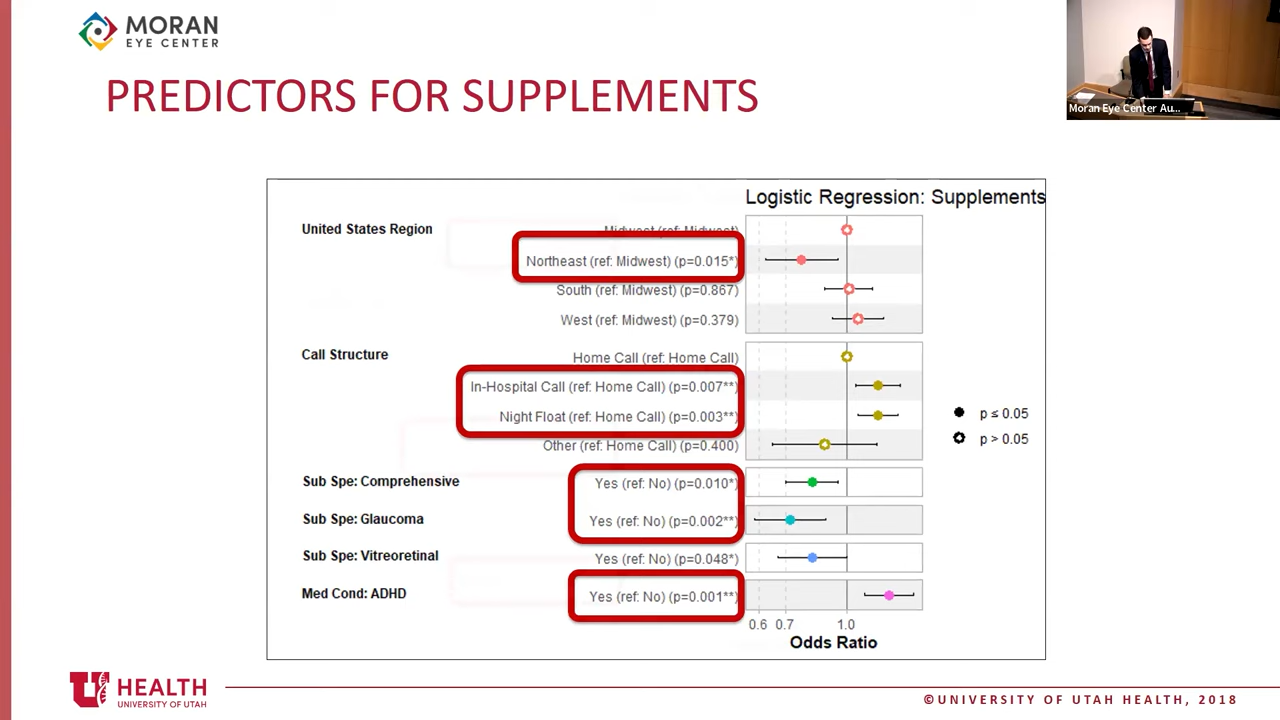 MORAN
EYE CENTER
Moran Eye Center Au...
PREDICTORS FOR SUPPLEMENTS
Logistic Regression: Supplements
United States Region
Midwest (ref: Midwest)
Northeast (ref: Midwest) (p=0.015*)
South (ref: Midwest) (p=0.867)
West (ref: Midwest) (p=0.379)
Call Structure
Home Call (ref: Home Call)
In-Hospital Call (ref: Home Call) (p=0.007**)
Night Float (ref: Home Call) (p=0.003**)
Other (ref: Home Call) (p=0.400)
p ≤ 0.05
p > 0.05
Sub Spe: Comprehensive
Yes (ref: No) (p=0.010*)
Sub Spe: Glaucoma
Yes (ref: No) (p=0.002**)
Sub Spe: Vitreoretinal
Yes (ref: No) (p=0.048*)
Med Cond: ADHD
Yes (ref: No) (p=0.001**)
0.6 0.7 1.0
Odds Ratio
U HEALTH
UNIVERSITY OF UTAH
©UNIVERSITY OF UTAH HEALTH, 2018